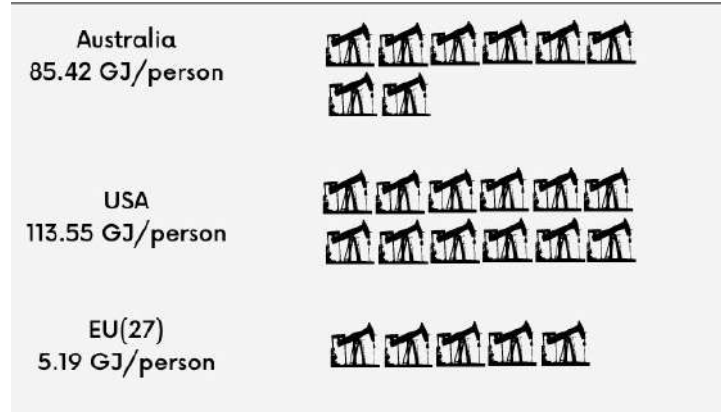 Australia
85.42 GJ/person
USA
113.55 GJ/person
EU(27)
5.19 GJ/person